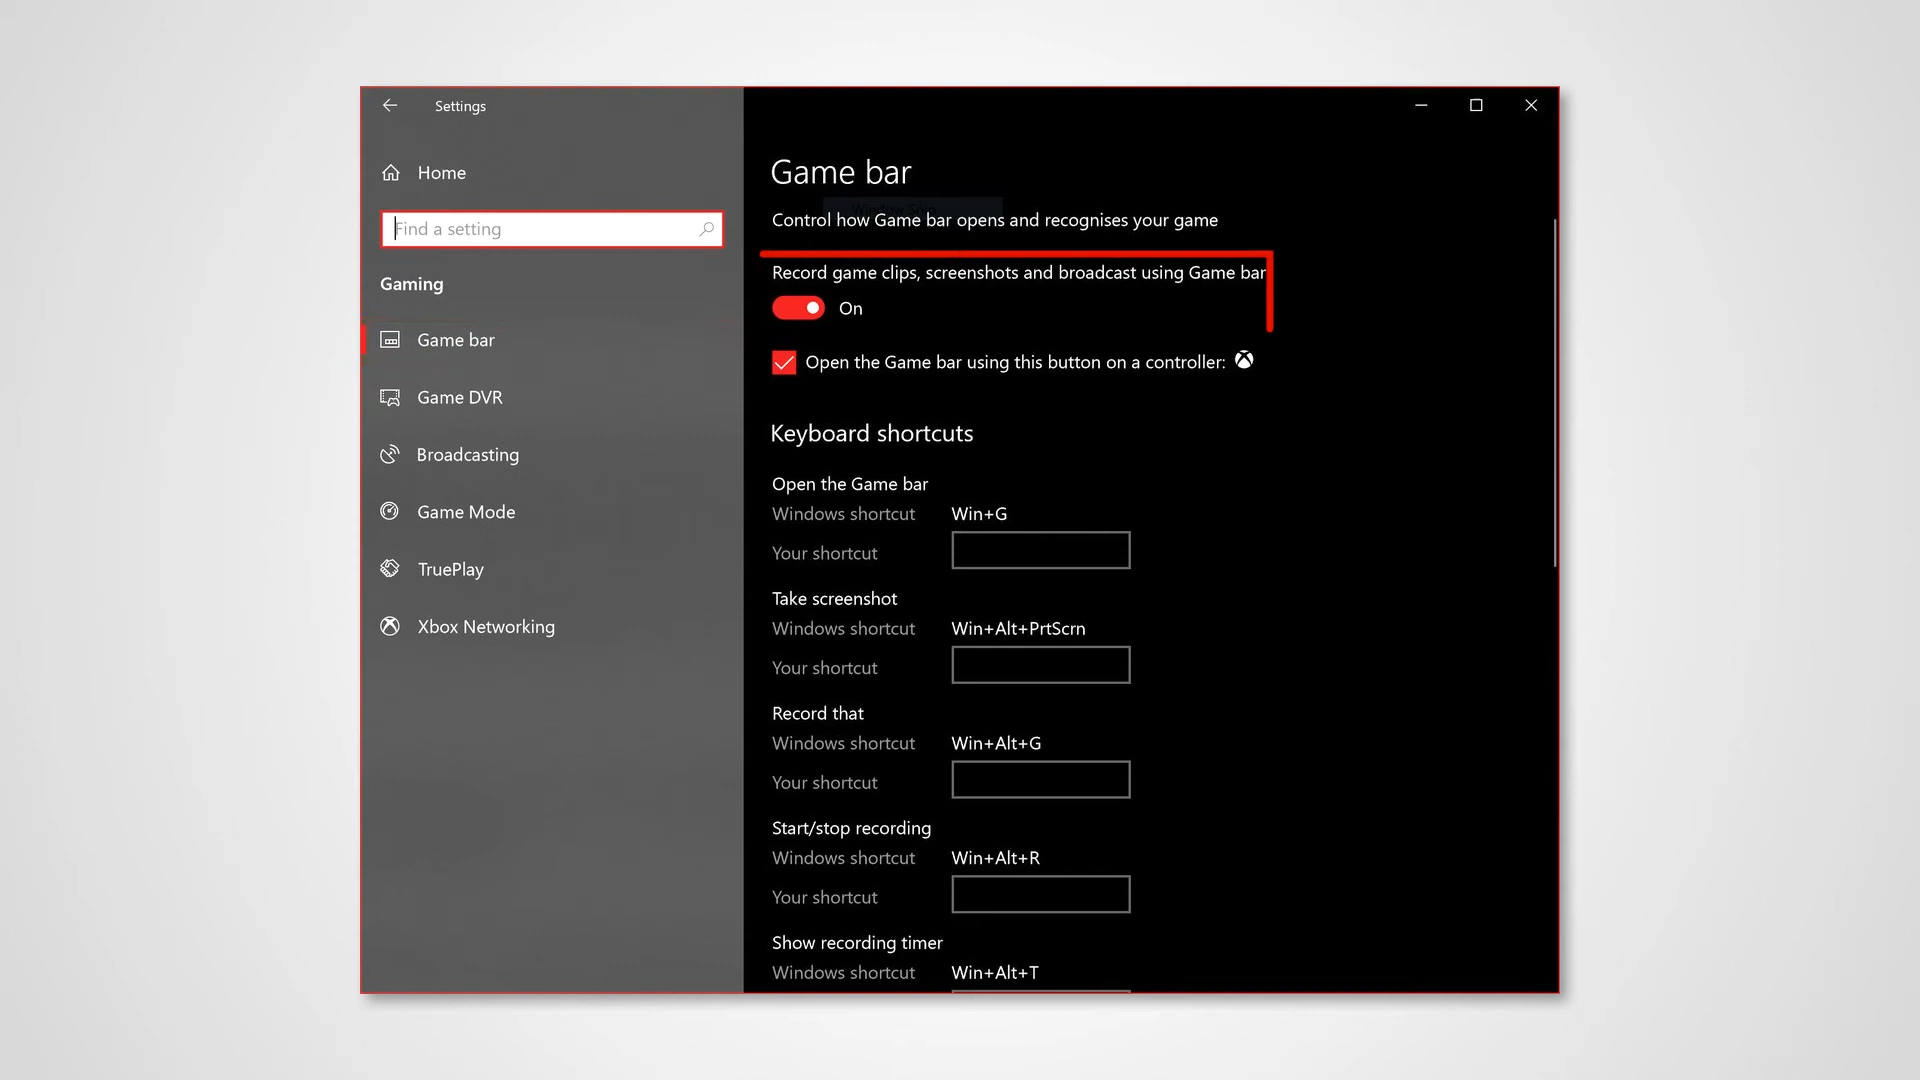 Settings
Home
Find a setting
Gaming
Game bar
Game DVR
Broadcasting
Game Mode
TruePlay
Xbox Networking
Game bar
Control how Game bar opens and recognises your game
Record game clips, screenshots and broadcast using Game bar
On
Open the Game bar using this button on a controller:
Keyboard shortcuts
Open the Game bar
Windows shortcut Win+G
Your shortcut
Take screenshot
Windows shortcut Win+Alt+PrtScrn
Your shortcut
Record that
Windows shortcut Win+Alt+G
Your shortcut
Start/stop recording
Windows shortcut Win+Alt+R
Your shortcut
Show recording timer
Windows shortcut Win+Alt+T